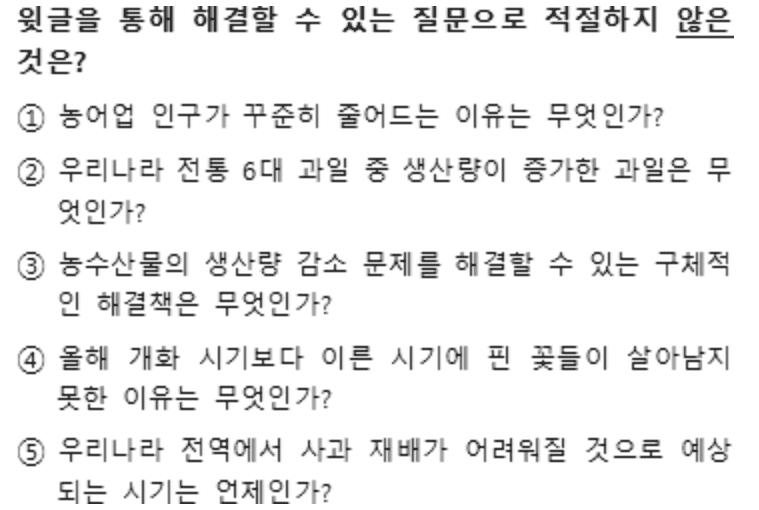 윗글을 통해 해결할 수 있는 질문으로 적절하지 않은
것은?
① 농어업 인구가 꾸준히 줄어드는 이유는 무엇인가?
② 우리나라 전통 6대 과일 중 생산량이 증가한 과일은 무
엇인가?
③ 농수산물의 생산량 감소 문제를 해결할 수 있는 구체적
인 해결책은 무엇인가?
④ 올해 개화 시기보다 이른 시기에 핀 꽃들이 살아남지
못한 이유는 무엇인가?
⑤ 우리나라 전역에서 사과 재배가 어려워질 것으로 예상
되는 시기는 언제인가?